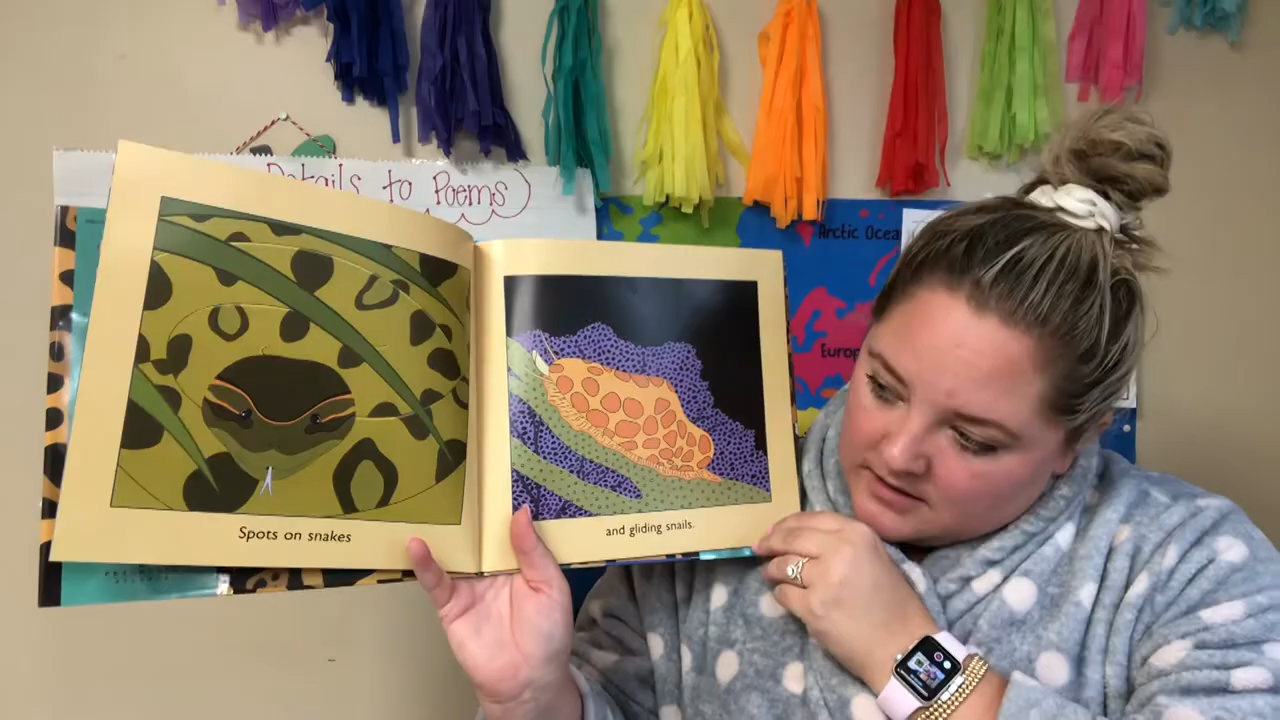 Details to Poems)
Arctic Ocea
Europ
Spots on snakes
and gliding snails.